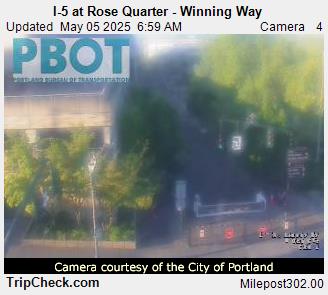 I-5 at Rose Quarter - Winning Way
Updated May 05 2025 6:59 AM Camera 4
PBOT
PORTLAND BUREAU OF TRANSPORTATION
Camera courtesy of the City of Portland
TripCheck.com Milepost302.00